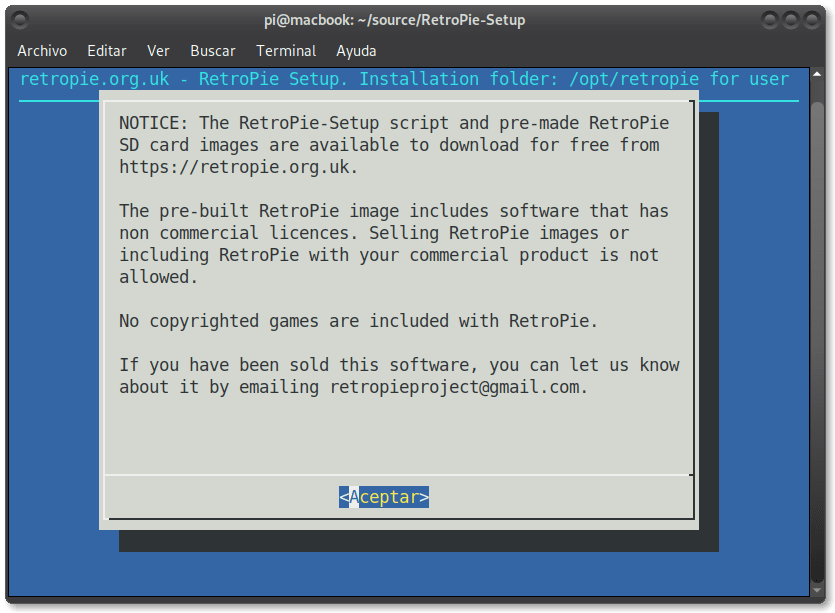 pi@macbook: ~/source/RetroPie-Setup
Archivo Editar Ver Buscar Terminal Ayuda
retropie.org.uk - RetroPie Setup. Installation folder: /opt/retropie for user
NOTICE: The RetroPie-Setup script and pre-made RetroPie
SD card images are available to download for free from
https://retropie.org.uk.
The pre-built RetroPie image includes software that has
non commercial licences. Selling RetroPie images or
including RetroPie with your commercial product is not
allowed.
No copyrighted games are included with RetroPie.
If you have been sold this software, you can let us know
about it by emailing retropieproject@gmail.com.
<Aceptar>